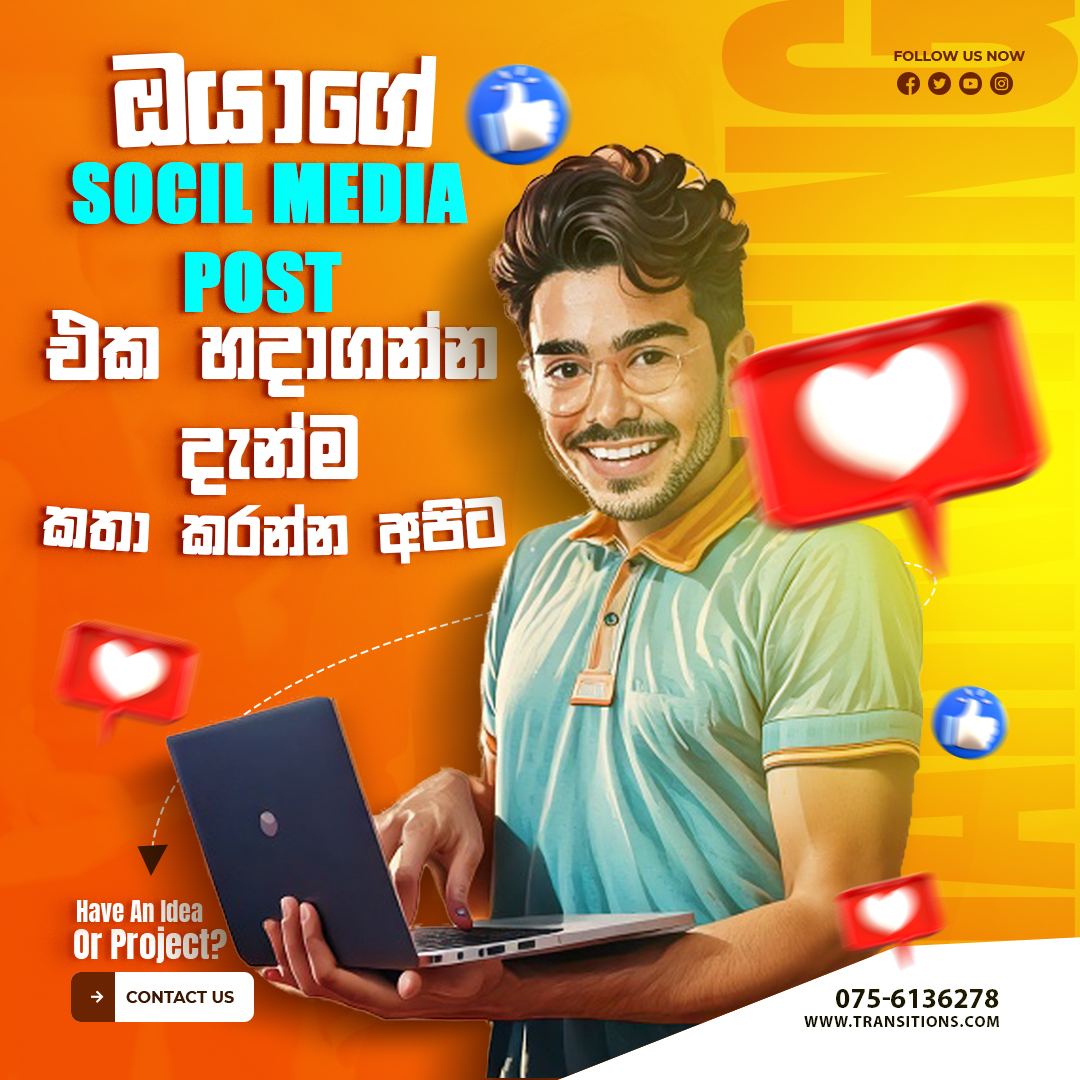 ඔයාගේ
SOCIL MEDIA
POST
එක හදාගන්න
දැන්ම
කතා කරන්න අපිට
FOLLOW US NOW
Have An Idea
Or Project?
CONTACT US
075-6136278
WWW.TRANSITIONS.COM